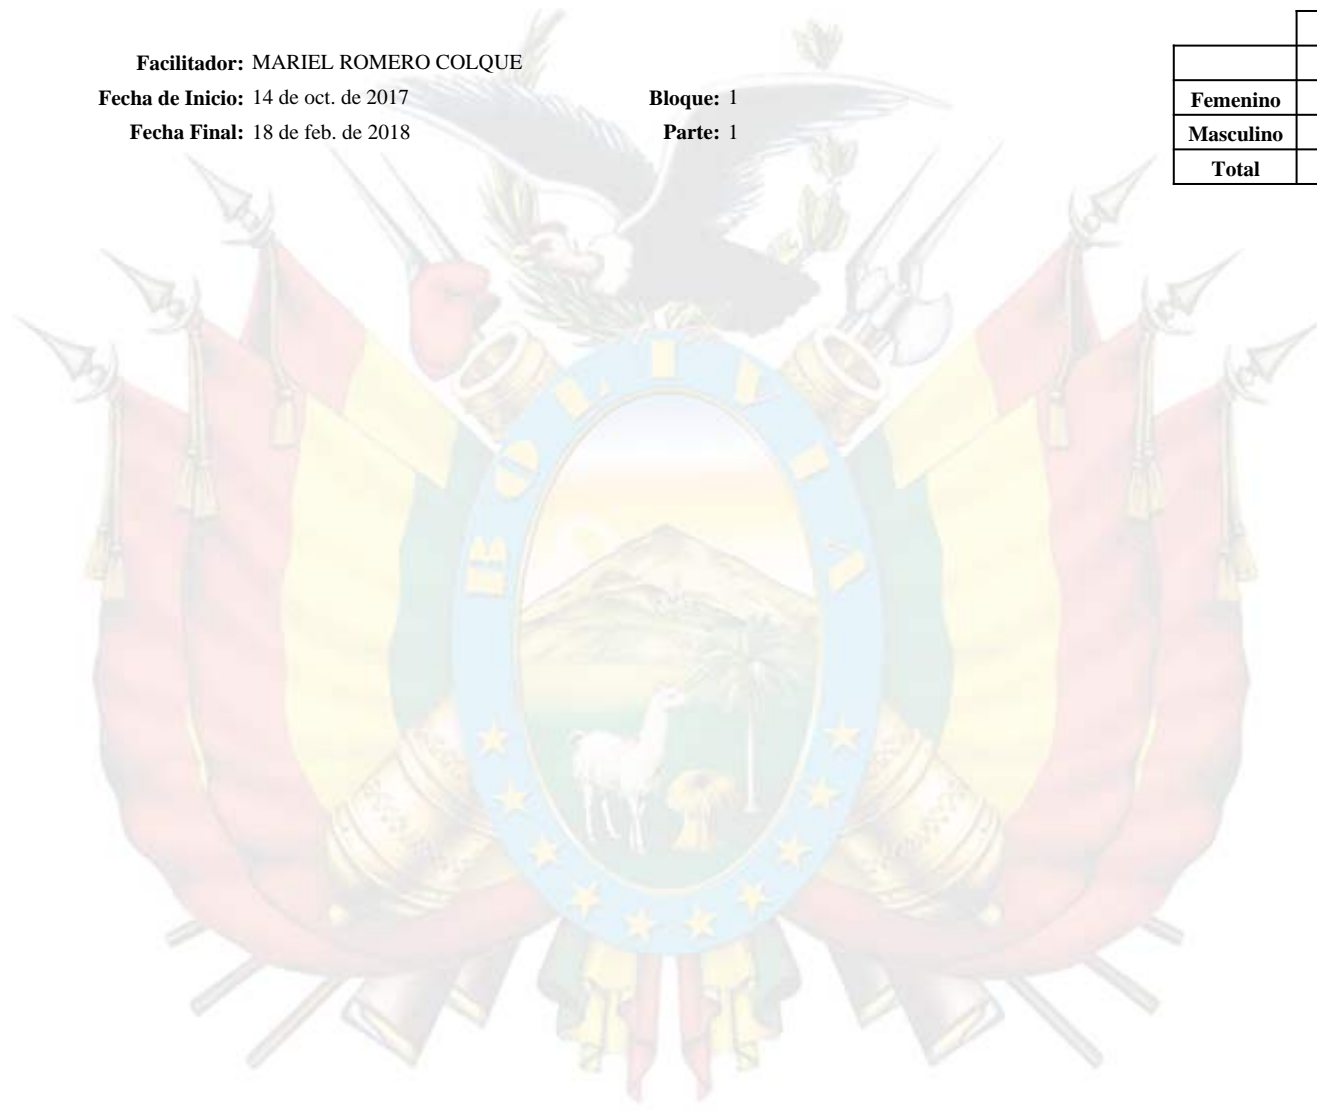 Facilitador: MARIEL ROMERO COLQUE
Fecha de Inicio: 14 de oct. de 2017 Bloque: 1
Fecha Final: 18 de feb. de 2018 Parte: 1
Femenino
Masculino
Total
BOLIVIA